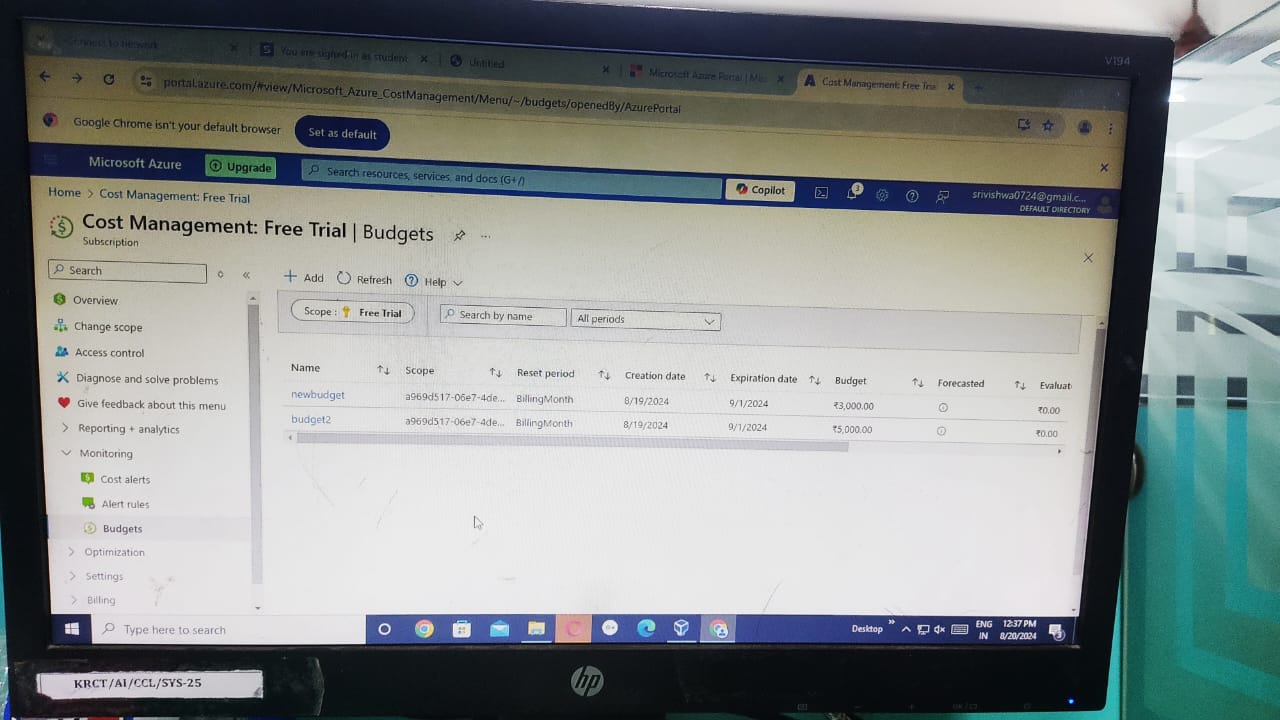 V194
Connect to network
You are signed in as student
Untitled
Microsoft Azure Portal | Mic
Cost Management: Free Tria
portal.azure.com/#view/Microsoft_Azure_CostManagement/Menu/~/budgets/openedBy/AzurePortal
Google Chrome isn't your default browser
Set as default
Microsoft Azure
Upgrade
Search resources, services, and docs (G+/)
Copilot
3
srivishwa0724@gmail.c...
DEFAULT DIRECTORY
Home > Cost Management: Free Trial
Cost Management: Free Trial | Budgets
...
Subscription
Search
Add
Refresh
Help
Overview
Change scope
Access control
Diagnose and solve problems
Give feedback about this menu
Reporting + analytics
Monitoring
Cost alerts
Alert rules
Budgets
Optimization
Settings
Billing
Scope : Free Trial
Search by name
All periods
Name Scope Reset period Creation date Expiration date Budget Forecasted Evaluat
newbudget a969d517-06e7-4de... BillingMonth 8/19/2024 9/1/2024 ₹3,000.00 ₹0.00
budget2 a969d517-06e7-4de... BillingMonth 8/19/2024 9/1/2024 ₹5,000.00 ₹0.00
Type here to search
Desktop
ENG
IN
12:37 PM
8/20/2024
3
KRCT/AI/CCL/SYS-25
hp